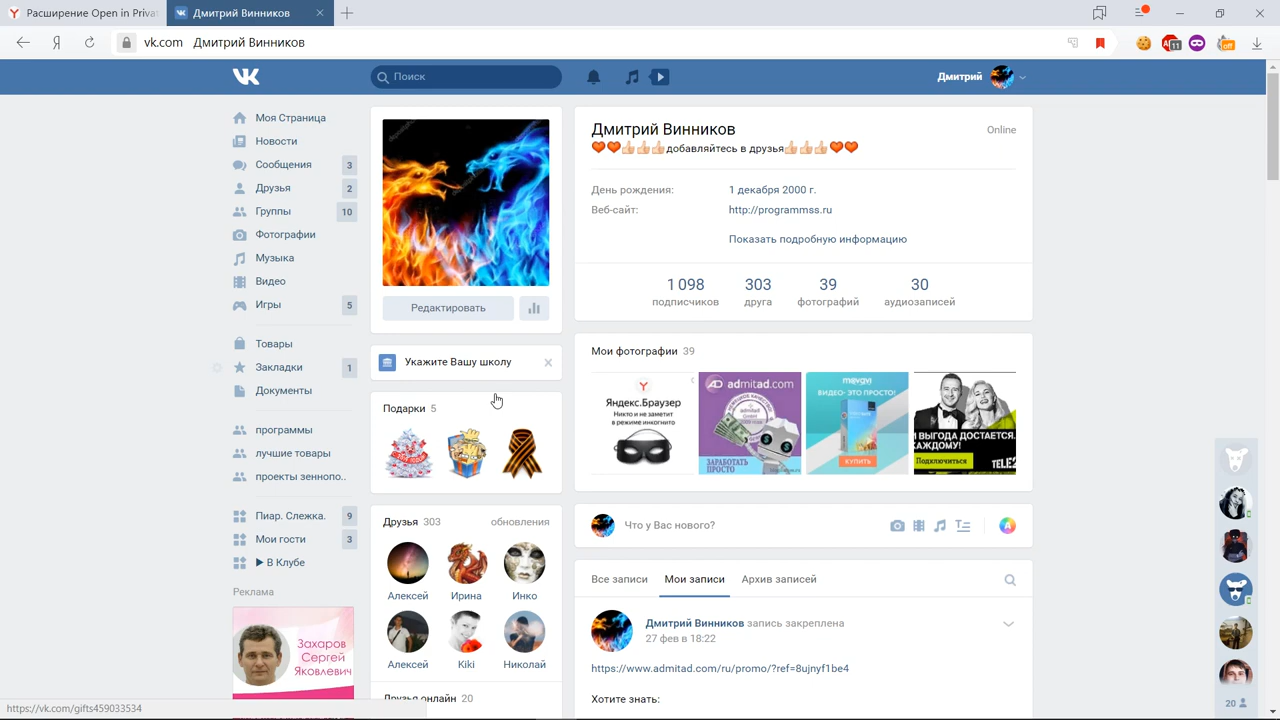 Расширение Open in Priva
Дмитрий Винников
vk.com Дмитрий Винников
11
off
Поиск
Дмитрий
Моя Страница
Новости
Сообщения 3
Друзья 2
Группы 10
Фотографии
Музыка
Видео
Игры 5
Товары
Закладки 1
Документы
программы
лучшие товары
проекты зеннопо..
Пиар. Слежка. 9
Мои гости 3
▶ В Клубе
Реклама
Захаров
Сергей
Яковлевич
Редактировать
Укажите Вашу школу
Подарки 5
Друзья 303 обновления
Алексей Ирина Инко
Алексей Kiki Николай
Друзья онлайн 20
Дмитрий Винников Online
❤❤👍👍👍добавляйтесь в друзья👍👍👍❤❤
День рождения: 1 декабря 2000 г.
Веб-сайт: http://programmss.ru
Показать подробную информацию
1 098 303 39 30
подписчиков друга фотографий аудиозаписей
Мои фотографии 39
Яндекс.Браузер
Никто и не заметит
в режиме инкогнито
admitad.com
ЗАРАБОТАТЬ
ПРОСТО
movavi
ВИДЕО - ЭТО ПРОСТО!
КУПИТЬ
И ВЫГОДА ДОСТАЕТСЯ
КАЖДОМУ!
Подключиться
TELE2
Что у Вас нового?
Все записи Мои записи Архив записей
Дмитрий Винников запись закреплена
27 фев в 18:22
https://www.admitad.com/ru/promo/?ref=8ujnyf1be4
Хотите знать:
20
https://vk.com/gifts459033534